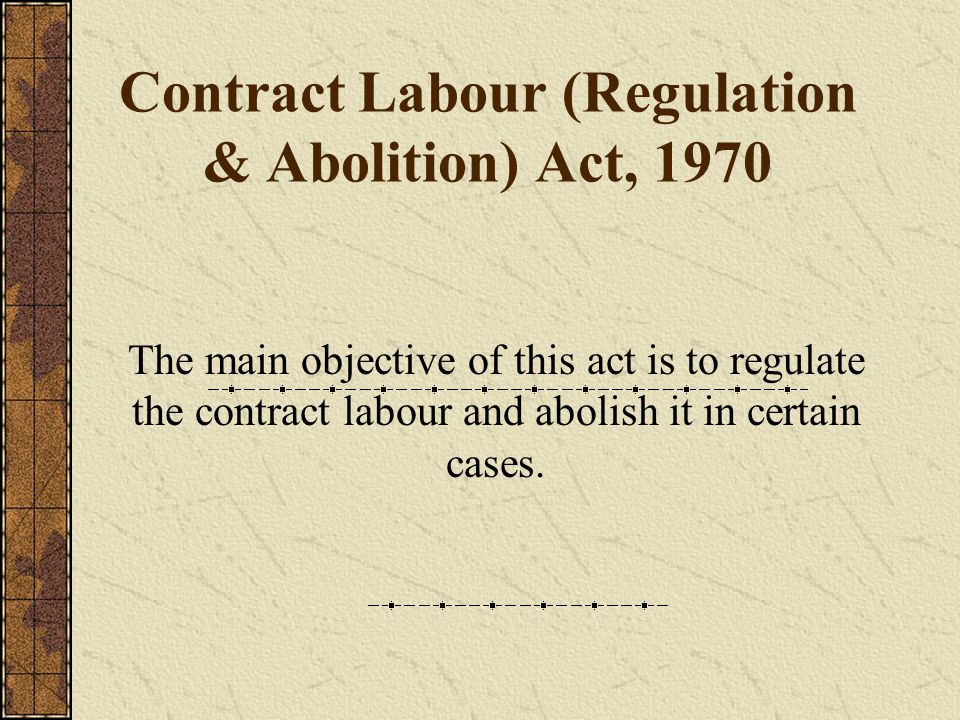 Contract Labour (Regulation
& Abolition) Act, 1970
The main objective of this act is to regulate
the contract labour and abolish it in certain
cases.